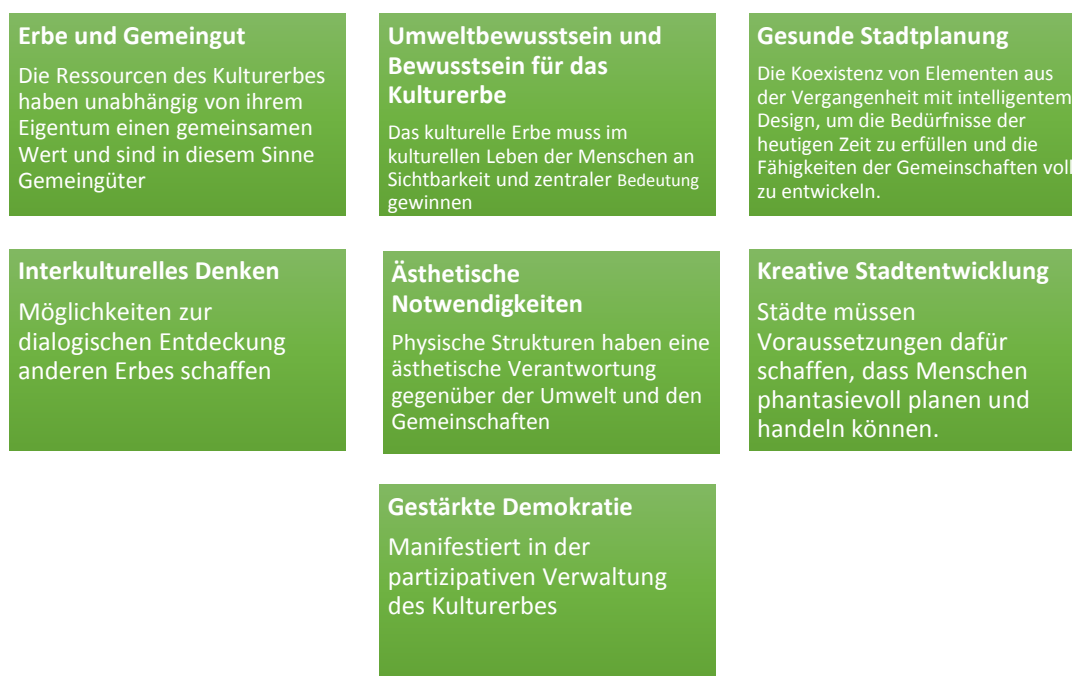 Erbe und Gemeingut
Die Ressourcen des Kulturerbes
haben unabhängig von ihrem
Eigentum einen gemeinsamen
Wert und sind in diesem Sinne
Gemeingüter
Umweltbewusstsein und
Bewusstsein für das
Kulturerbe
Das kulturelle Erbe muss im
kulturellen Leben der Menschen an
Sichtbarkeit und zentraler Bedeutung
gewinnen
Gesunde Stadtplanung
Die Koexistenz von Elementen aus
der Vergangenheit mit intelligentem
Design, um die Bedürfnisse der
heutigen Zeit zu erfüllen und die
Fähigkeiten der Gemeinschaften voll
zu entwickeln.
Interkulturelles Denken
Möglichkeiten zur
dialogischen Entdeckung
anderen Erbes schaffen
Ästhetische
Notwendigkeiten
Physische Strukturen haben eine
ästhetische Verantwortung
gegenüber der Umwelt und den
Gemeinschaften
Kreative Stadtentwicklung
Städte müssen
Voraussetzungen dafür
schaffen, dass Menschen
phantasievoll planen und
handeln können.
Gestärkte Demokratie
Manifestiert in der
partizipativen Verwaltung
des Kulturerbes